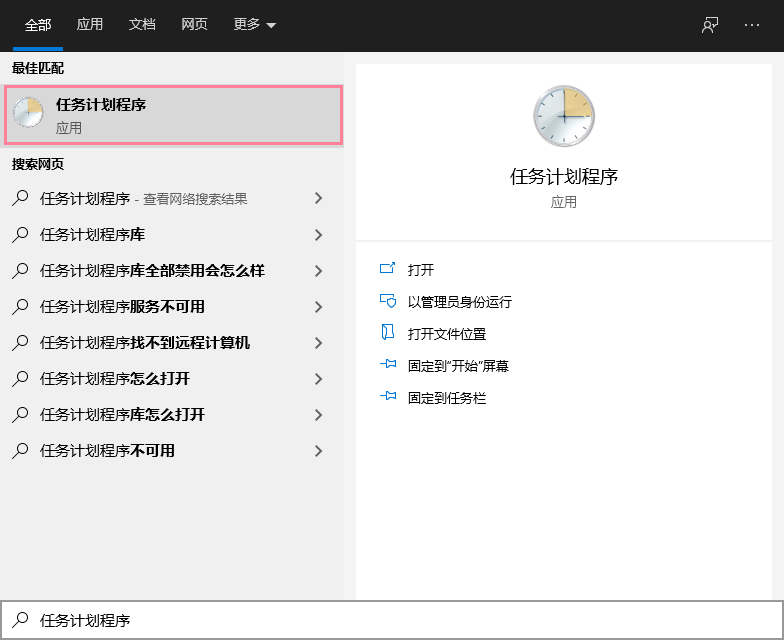 全部 应用 文档 网页 更多
最佳匹配
任务计划程序
应用
搜索网页
任务计划程序 - 查看网络搜索结果
任务计划程序库
任务计划程序库全部禁用会怎么样
任务计划程序服务不可用
任务计划程序找不到远程计算机
任务计划程序怎么打开
任务计划程序库怎么打开
任务计划程序不可用
任务计划程序
应用
打开
以管理员身份运行
打开文件位置
固定到"开始"屏幕
固定到任务栏
任务计划程序